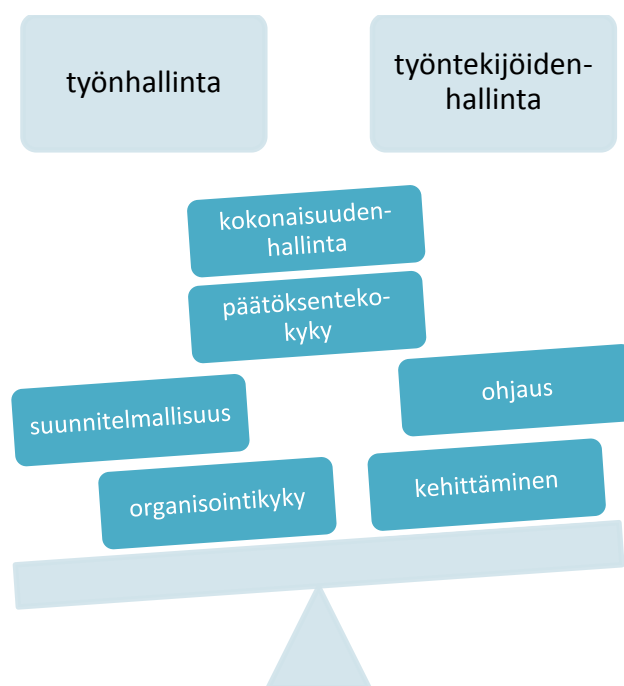 työnhallinta
työntekijöiden-
hallinta
kokonaisuuden-
hallinta
päätöksenteko-
kyky
suunnitelmallisuus
ohjaus
organisointikyky
kehittäminen